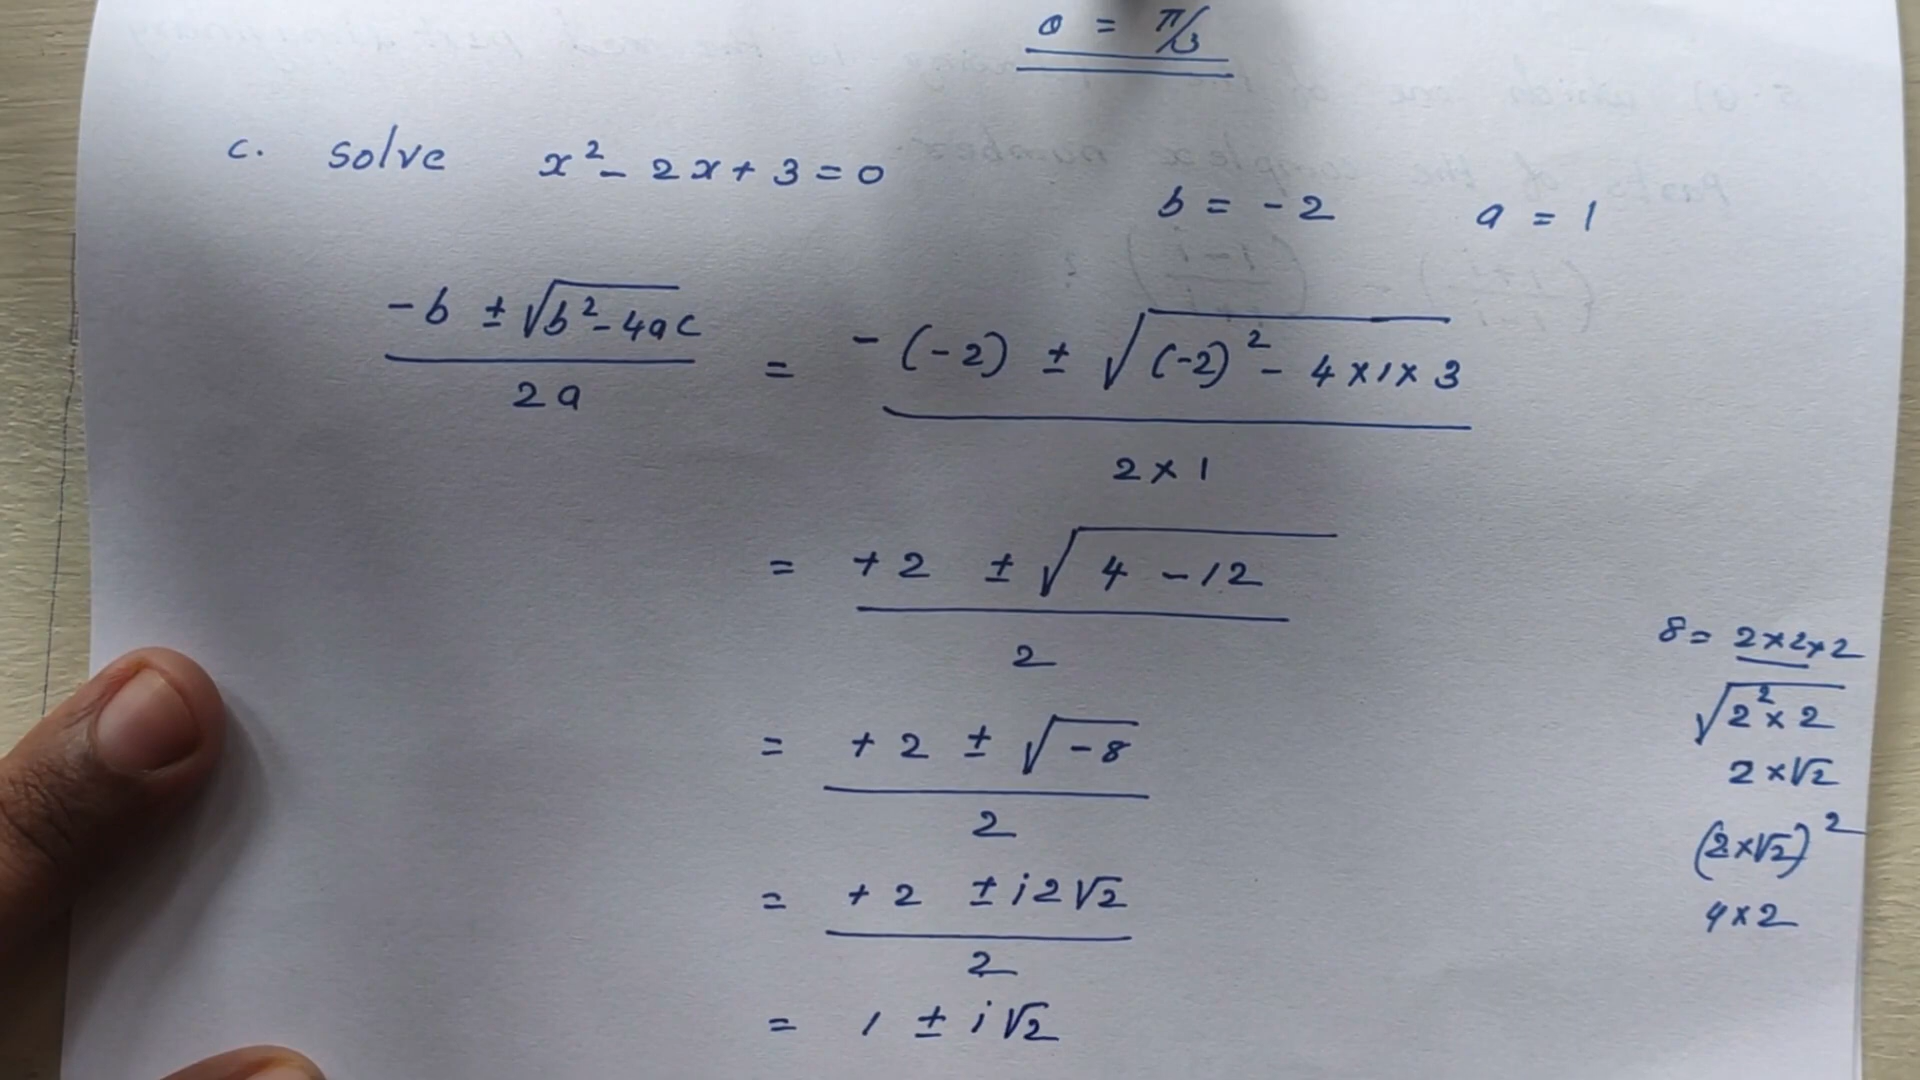 θ = π/3
c. solve x² - 2x + 3 = 0
b = -2 a = 1
-b ± √b² - 4ac / 2a = -(-2) ± √(-2)² - 4×1×3 / 2×1
= +2 ± √4 - 12 / 2
= +2 ± √-8 / 2
= +2 ± i2√2 / 2
= 1 ± i√2
8 = 2×2×2
√2² × 2
2 × √2
(2×√2)²
4 × 2